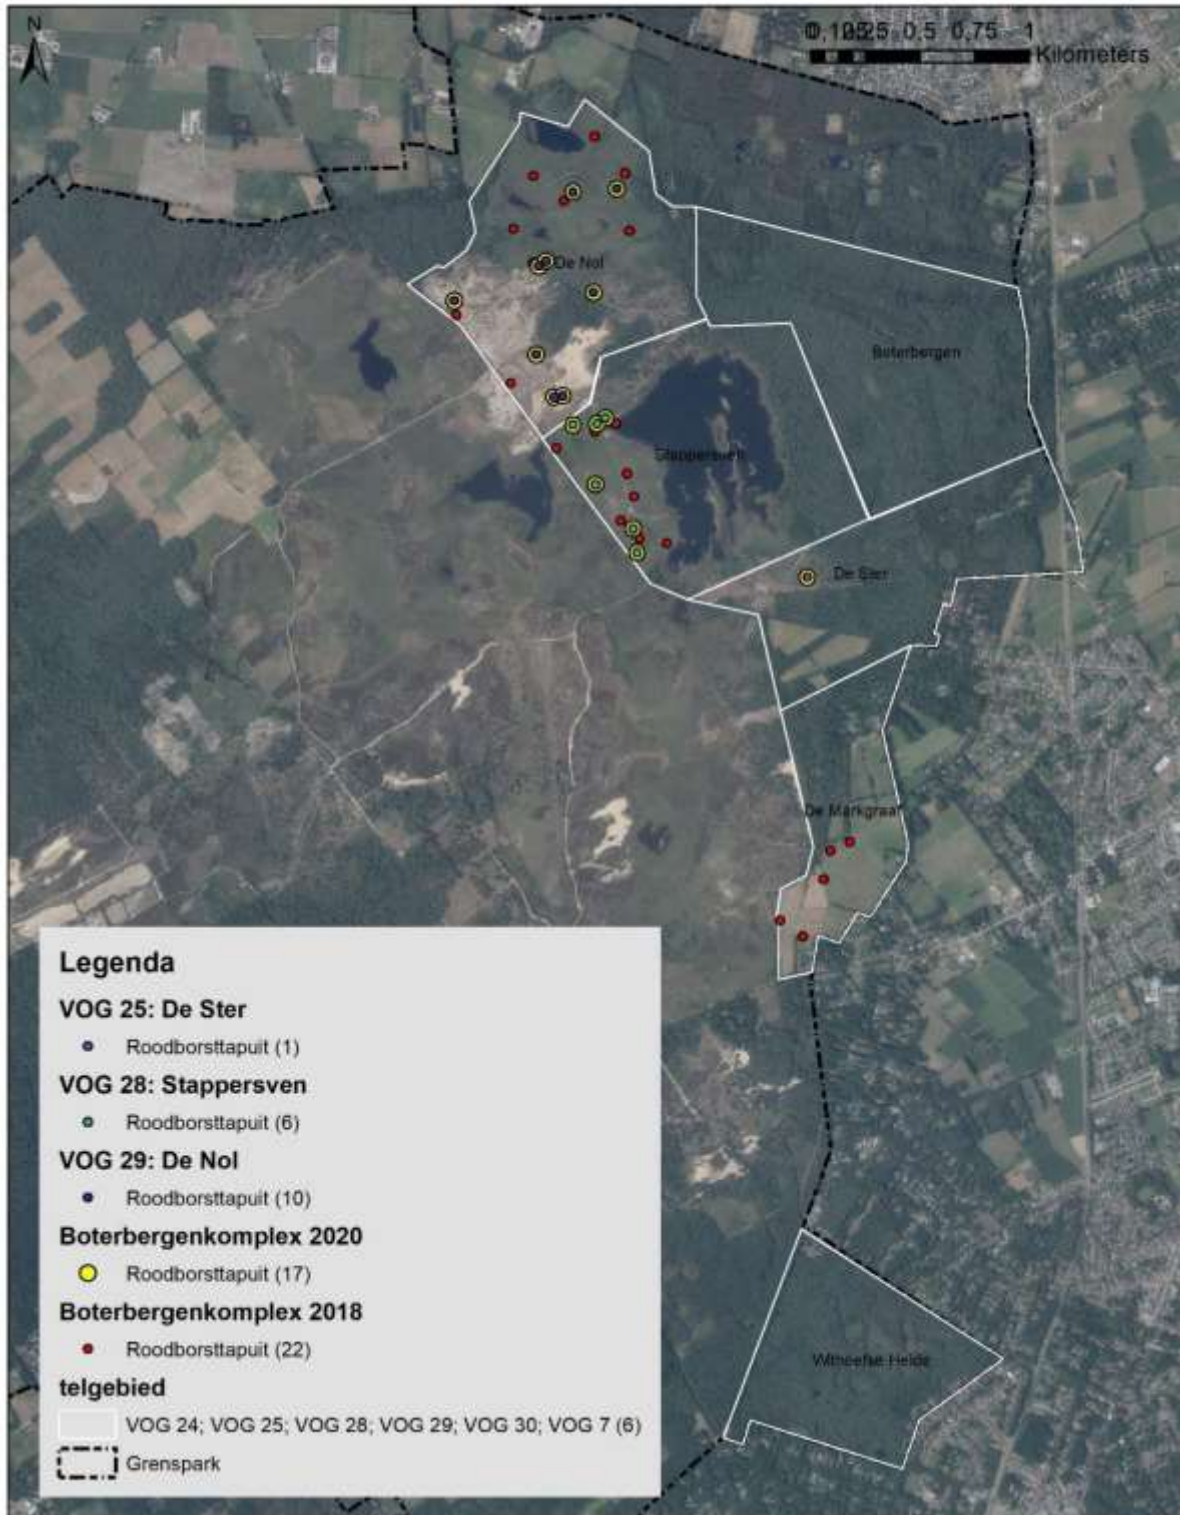 N
0,125
0,25 0,5 0,75 1
Kilometers
De Nol
Boterbergen
Stappersven
De Ster
De Markgraaf
Witheefse Heide
Legenda
VOG 25: De Ster
Roodborsttapuit (1)
VOG 28: Stappersven
Roodborsttapuit (6)
VOG 29: De Nol
Roodborsttapuit (10)
Boterbergenkomplex 2020
Roodborsttapuit (17)
Boterbergenkomplex 2018
Roodborsttapuit (22)
telgebied
VOG 24; VOG 25; VOG 28; VOG 29; VOG 30; VOG 7 (6)
Grenspark